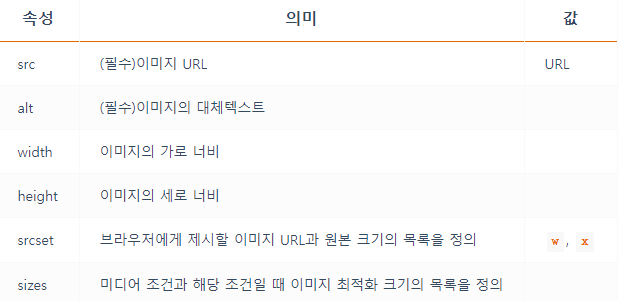 속성 의미 값
src (필수)이미지 URL URL
alt (필수)이미지의 대체텍스트
width 이미지의 가로 너비
height 이미지의 세로 너비
srcset 브라우저에게 제시할 이미지 URL과 원본 크기의 목록을 정의 w, x
sizes 미디어 조건과 해당 조건일 때 이미지 최적화 크기의 목록을 정의